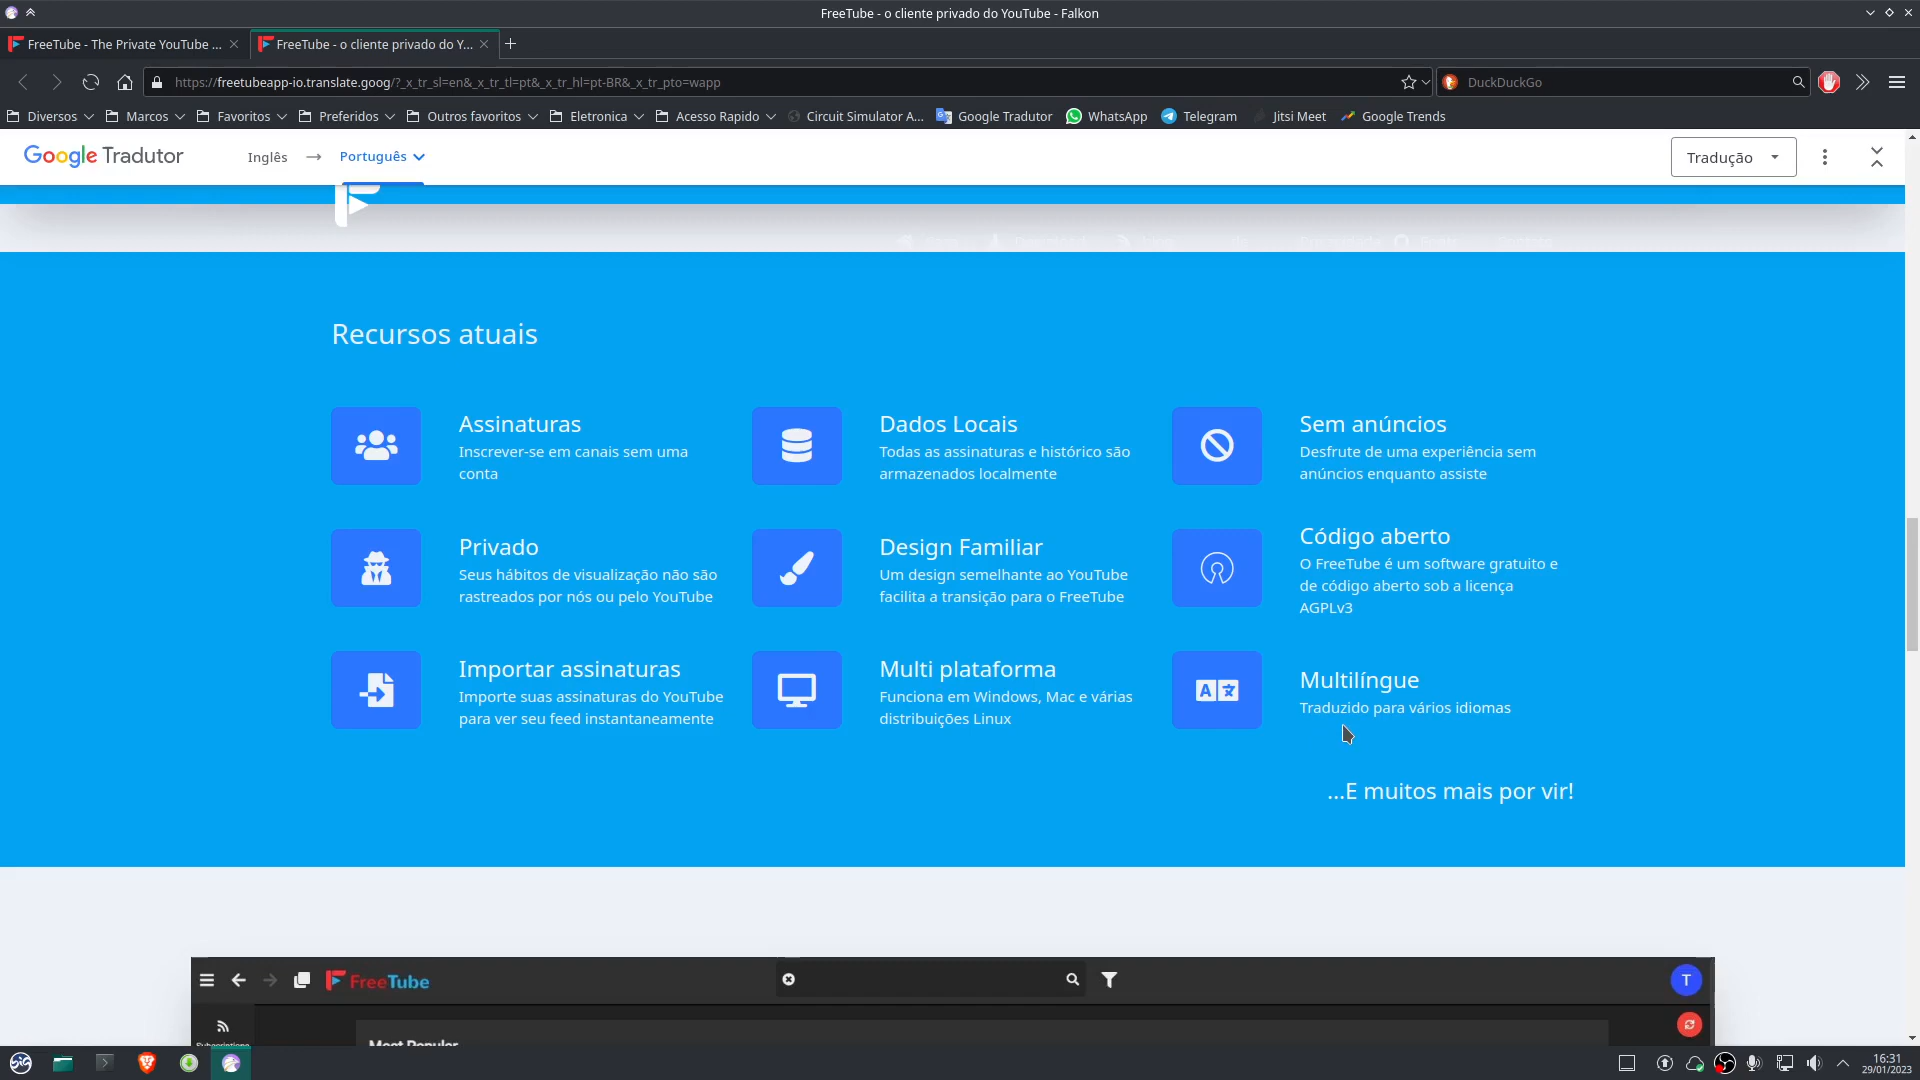 FreeTube - o cliente privado do YouTube - Falkon
FreeTube - The Private YouTube ...
FreeTube - o cliente privado do Y...
https://freetubeapp-io.translate.goog/?_x_tr_sl=en&_x_tr_tl=pt&_x_tr_hl=pt-BR&_x_tr_pto=wapp
DuckDuckGo
Diversos Marcos Favoritos Preferidos Outros favoritos Eletronica Acesso Rapido Circuit Simulator A... Google Tradutor WhatsApp Telegram Jitsi Meet Google Trends
Google Tradutor
Inglês → Português
Tradução
Recursos atuais
Assinaturas
Inscrever-se em canais sem uma
conta
Dados Locais
Todas as assinaturas e histórico são
armazenados localmente
Sem anúncios
Desfrute de uma experiência sem
anúncios enquanto assiste
Privado
Seus hábitos de visualização não são
rastreados por nós ou pelo YouTube
Design Familiar
Um design semelhante ao YouTube
facilita a transição para o FreeTube
Código aberto
O FreeTube é um software gratuito e
de código aberto sob a licença
AGPLv3
Importar assinaturas
Importe suas assinaturas do YouTube
para ver seu feed instantaneamente
Multi plataforma
Funciona em Windows, Mac e várias
distribuições Linux
Multilíngue
Traduzido para vários idiomas
...E muitos mais por vir!
FreeTube
T
Subscriptions
Most Popular
16:31
29/01/2023